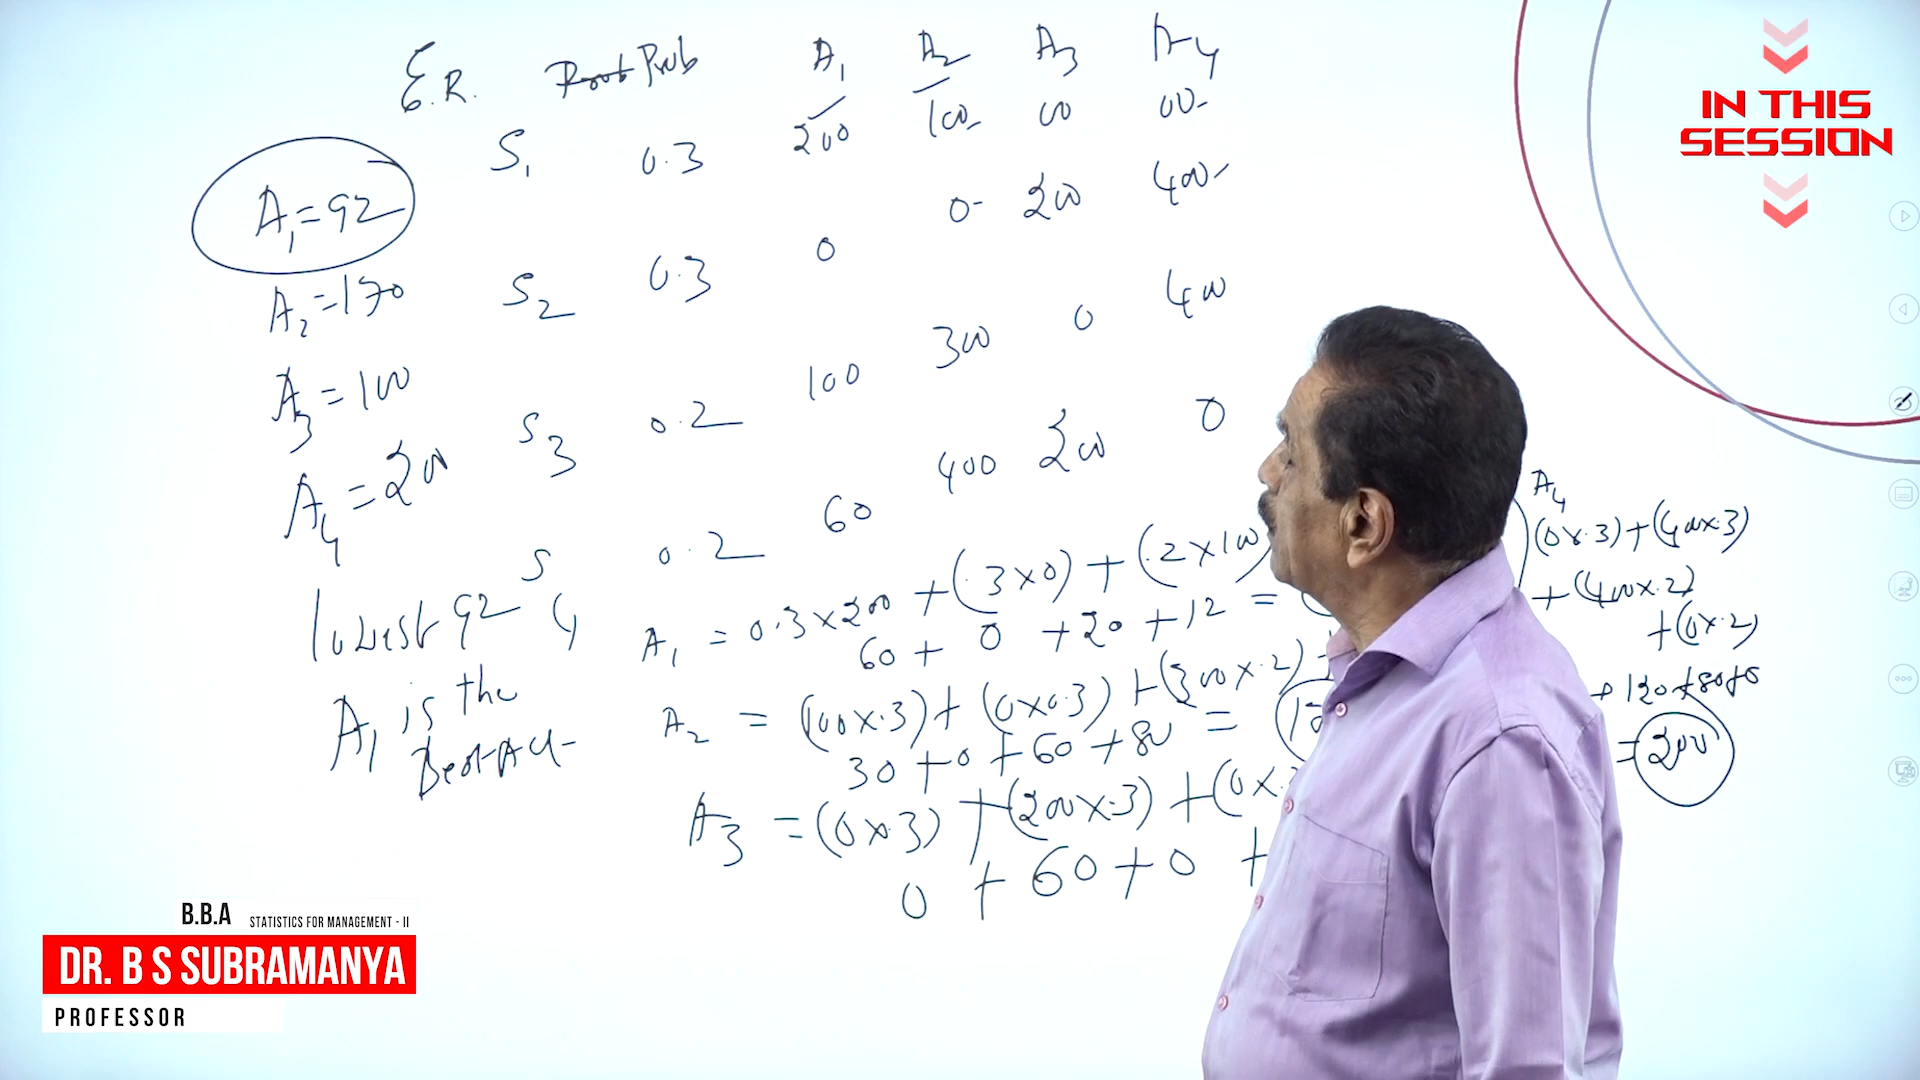 E.R. Prob A1 A2 A3 A4
S1 0.3 200 100 00 00
S2 0.3 0 0 200 400
S3 0.2 100 300 0 400
S4 0.2 60 400 200 0
A1 = 92
A2 = 170
A3 = 100
A4 = 200
lowest 92
A1 is the
Best Act
A1 = 0.3 x 200 + (.3 x 0) + (.2 x 100
60 + 0 + 20 + 12 =
A2 = (100 x .3) + (0 x 0.3) + (300 x .2) +
30 + 0 + 60 + 80 = 17
A3 = (0 x .3) + (200 x .3) + (0 x .
0 + 60 + 0 +
A4
(0 x .3) + (400 x .3)
+ (400 x .2)
+ (0 x .2)
+ 120 + 80 + 0
= 200
IN THIS
SESSION
B.B.A STATISTICS FOR MANAGEMENT - II
DR. B S SUBRAMANYA
PROFESSOR